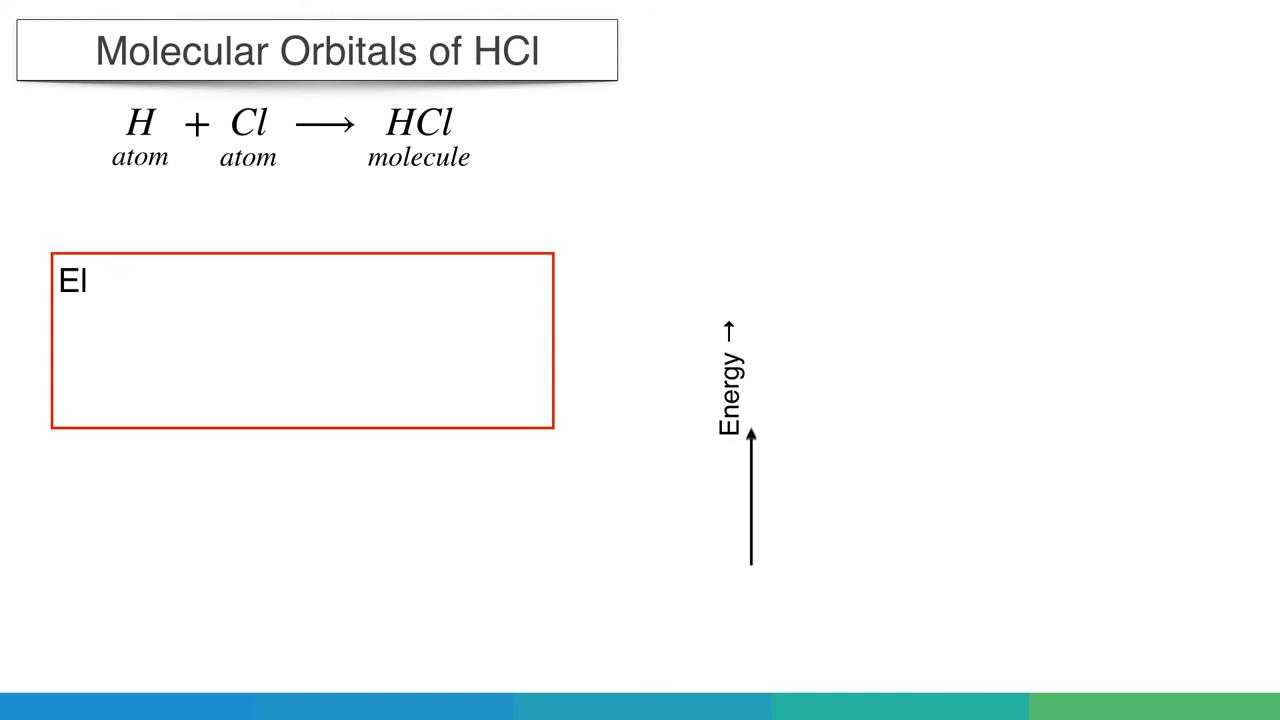 Molecular Orbitals of HCl
H + Cl ⟶ HCl
atom atom molecule
El
Energy →